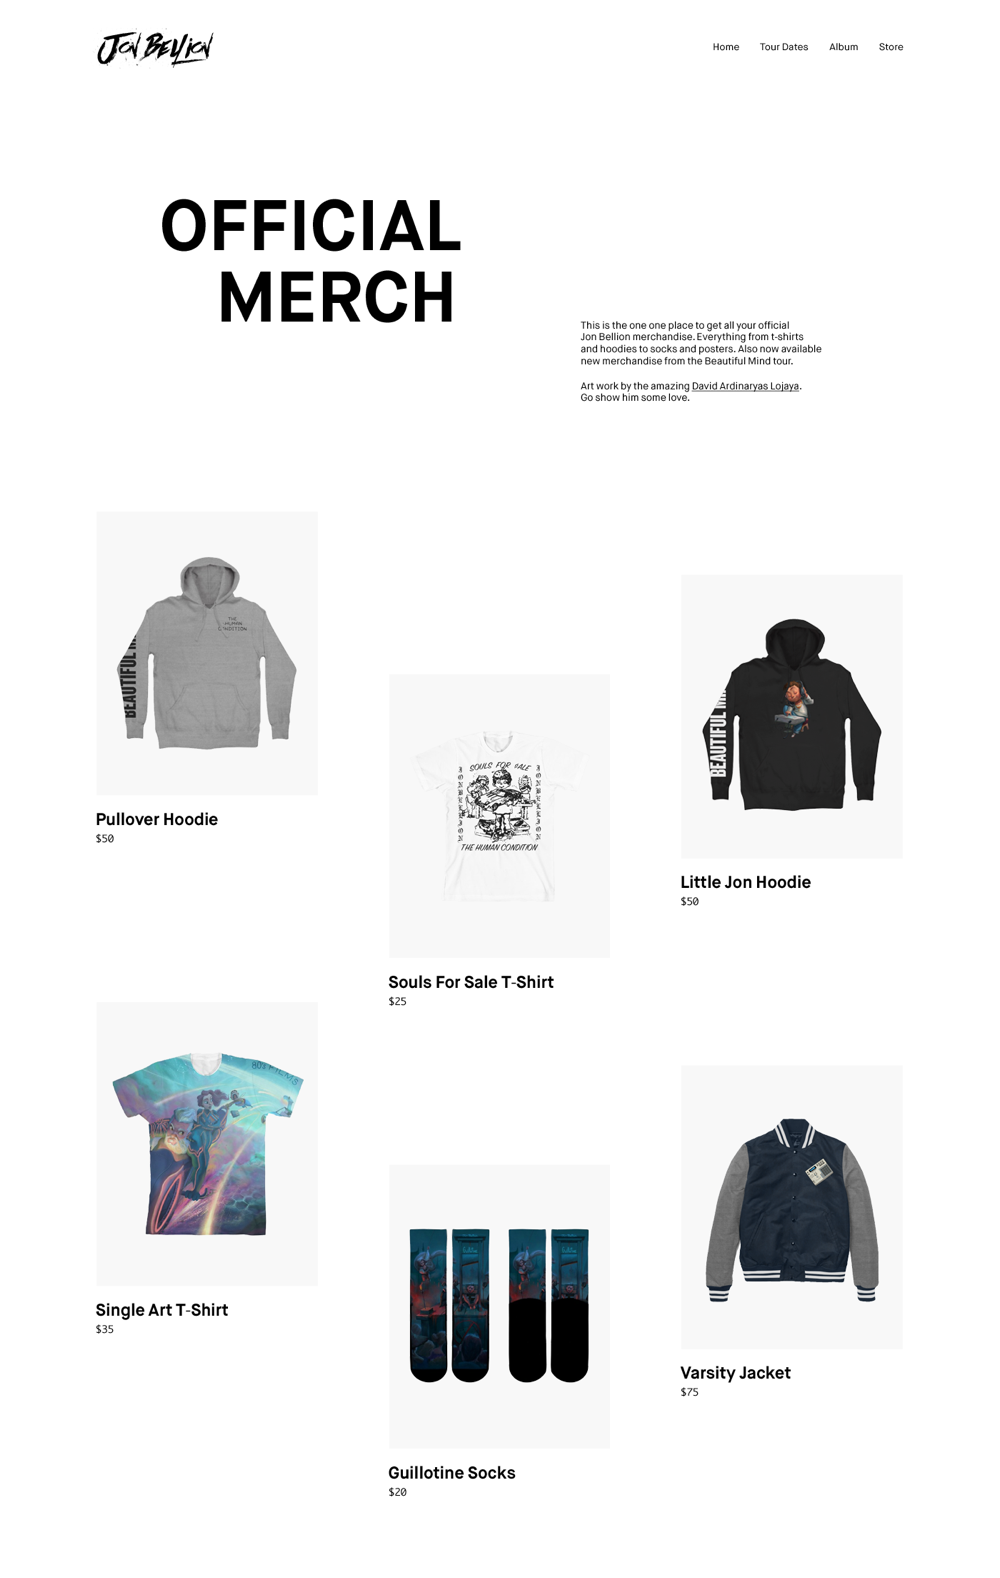 Jon Bellion
Home Tour Dates Album Store
OFFICIAL
MERCH
This is the one one place to get all your official
Jon Bellion merchandise. Everything from t-shirts
and hoodies to socks and posters. Also now available
new merchandise from the Beautiful Mind tour.
Art work by the amazing David Ardinaryas Lojaya.
Go show him some love.
THE
HUMAN
CONDITION
BEAUTIFUL
Pullover Hoodie
$50
SOULS FOR SALE
JON BELLION
JON BELLION
THE HUMAN CONDITION
Souls For Sale T-Shirt
$25
BEAUTIFUL
Little Jon Hoodie
$50
Single Art T-Shirt
$35
Guillotine Socks
$20
Varsity Jacket
$75